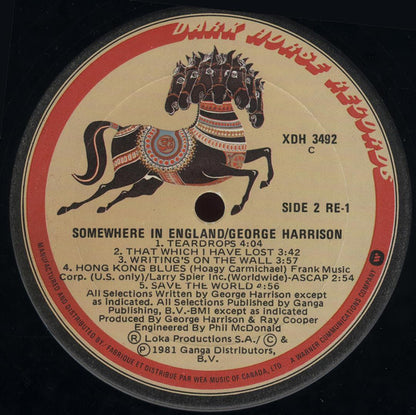 DARK HORSE RECORDS
XDH 3492
C
SIDE 2 RE-1
SOMEWHERE IN ENGLAND/GEORGE HARRISON
1. TEARDROPS 4:04
2. THAT WHICH I HAVE LOST 3:42
3. WRITING'S ON THE WALL 3:57
4. HONG KONG BLUES (Hoagy Carmichael) Frank Music
Corp. (U.S. only)/Larry Spier Inc.(Worldwide)-ASCAP 2:54
5. SAVE THE WORLD 4:56
All Selections Written by George Harrison except
as indicated. All Selections Published by Ganga
Publishing, B.V.-BMI except as indicated
Produced By George Harrison & Ray Cooper
Engineered By Phil McDonald
Ⓡ Loka Productions S.A./ © &
Ⓟ 1981 Ganga Distributors,
B.V.
MANUFACTURED AND DISTRIBUTED BY / FABRIQUÉ ET DISTRIBUÉ PAR WEA MUSIC OF CANADA, LTD. / A WARNER COMMUNICATIONS COMPANY